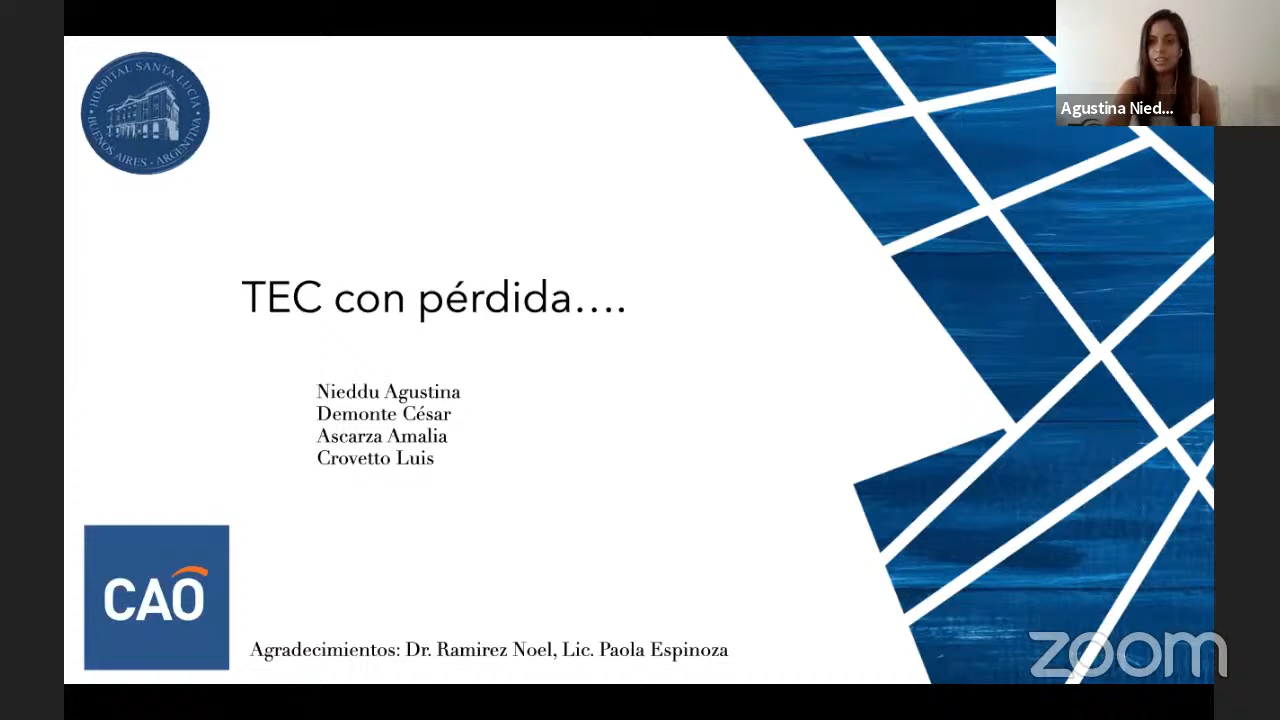 HOSPITAL SANTA LUCÍA
BUENOS AIRES - ARGENTINA
Agustina Nied...
TEC con pérdida....
Nieddu Agustina
Demonte César
Ascarza Amalia
Crovetto Luis
CAO
Agradecimientos: Dr. Ramirez Noel, Lic. Paola Espinoza
zoom